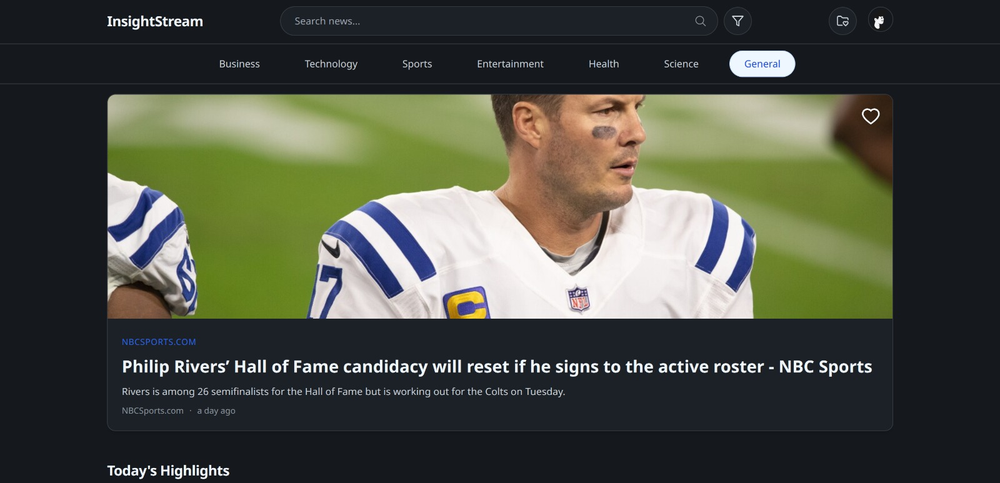 InsightStream
Search news...
Business Technology Sports Entertainment Health Science General
17
C
NFL
NBCSPORTS.COM
Philip Rivers’ Hall of Fame candidacy will reset if he signs to the active roster - NBC Sports
Rivers is among 26 semifinalists for the Hall of Fame but is working out for the Colts on Tuesday.
NBCSports.com · a day ago
Today's Highlights